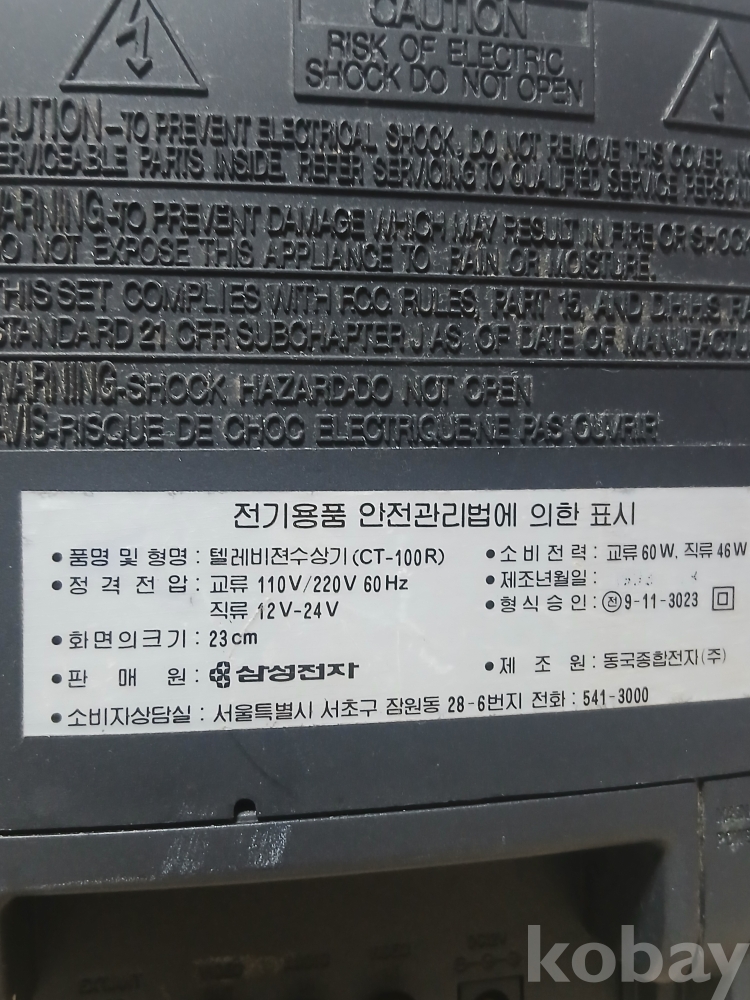 CAUTION
RISK OF ELECTRIC
SHOCK DO NOT OPEN
AUTION-TO PREVENT ELECTRICAL SHOCK, DO NOT REMOVE THIS COVER, N
ERVICEABLE PARTS INSIDE. REFER SERVICING TO QUALIFIED SERVICE PERSON
ARNING-TO PREVENT DAMAGE WHICH MAY RESULT IN FIRE OR SHOCK
O NOT EXPOSE THIS APPLIANCE TO RAIN OR MOISTURE.
THIS SET COMPLIES WITH FCC RULES, PART 15, AND D.H.H.S R
STANDARD 21 CFR SUBCHAPTER J AS OF DATE OF MANUFACTU
WARNING-SHOCK HAZARD-DO NOT OPEN
AVIS-RISQUE DE CHOC ELECTRIQUE-NE PAS OUVRIR
전기용품 안전관리법에 의한 표시
• 품명 및 형명 : 텔레비젼수상기 (CT-100R) • 소비전력 : 교류 60W, 직류 46W
• 정격전압 : 교류 110V/220V 60Hz • 제조년월일 :
직류 12V-24V • 형식승인 : 전 9-11-3023
• 화면의크기 : 23cm
• 판매원 : 삼성전자 • 제조원 : 동국종합전자(주)
• 소비자상담실 : 서울특별시 서초구 잠원동 28-6번지 전화 : 541-3000
kobay